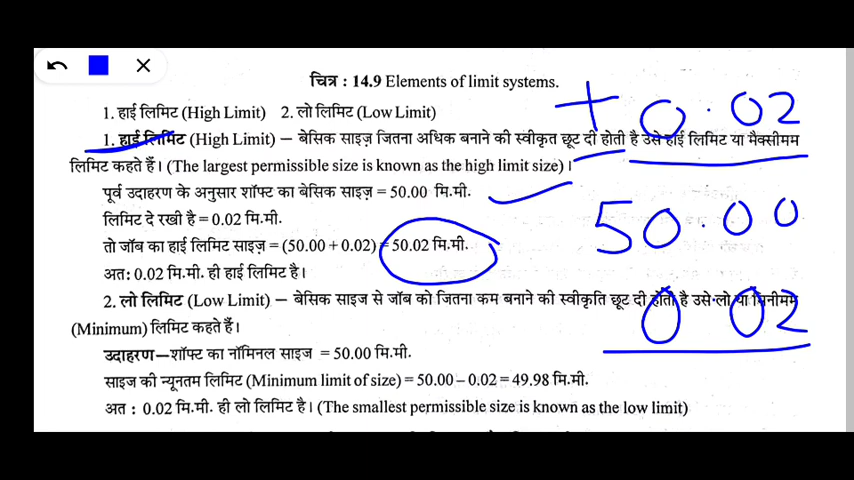 चित्र : 14.9 Elements of limit systems.
1. हाई लिमिट (High Limit) 2. लो लिमिट (Low Limit)
+ 0.02
1. हाई लिमिट (High Limit) – बेसिक साइज़ जितना अधिक बनाने की स्वीकृत छूट दी होती है उसे हाई लिमिट या मैक्सीमम
लिमिट कहते हैं। (The largest permissible size is known as the high limit size)।
पूर्व उदाहरण के अनुसार शॉफ्ट का बेसिक साइज़ = 50.00 मि.मी.
लिमिट दे रखी है = 0.02 मि.मी.
50.00
तो जॉब का हाई लिमिट साइज़ = (50.00 + 0.02) = 50.02 मि.मी.
अत: 0.02 मि.मी. ही हाई लिमिट है।
2. लो लिमिट (Low Limit) – बेसिक साइज से जॉब को जितना कम बनाने की स्वीकृति छूट दी होती है उसे लो या मिनीमम
0.02
(Minimum) लिमिट कहते हैं।
उदाहरण–शॉफ्ट का नॉमिनल साइज = 50.00 मि.मी.
साइज की न्यूनतम लिमिट (Minimum limit of size) = 50.00 – 0.02 = 49.98 मि.मी.
अत : 0.02 मि.मी. ही लो लिमिट है। (The smallest permissible size is known as the low limit)